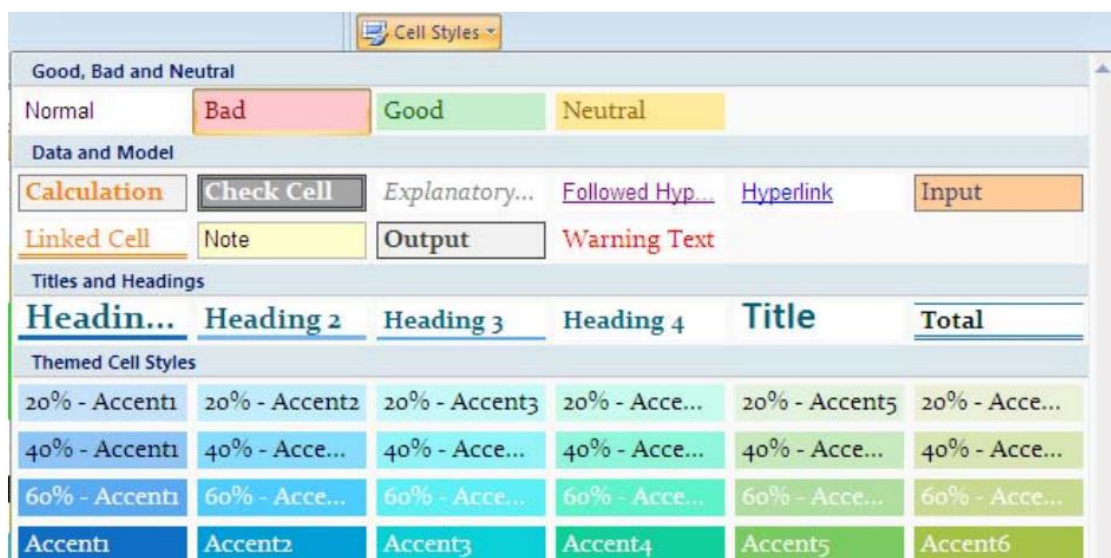 Cell Styles
Good, Bad and Neutral
Normal Bad Good Neutral
Data and Model
Calculation Check Cell Explanatory... Followed Hyp... Hyperlink Input
Linked Cell Note Output Warning Text
Titles and Headings
Headin... Heading 2 Heading 3 Heading 4 Title Total
Themed Cell Styles
20% - Accent1 20% - Accent2 20% - Accent3 20% - Acce... 20% - Accent5 20% - Acce...
40% - Accent1 40% - Acce... 40% - Acce... 40% - Acce... 40% - Acce... 40% - Acce...
60% - Accent1 60% - Acce... 60% - Acce... 60% - Acce... 60% - Acce... 60% - Acce...
Accent1 Accent2 Accent3 Accent4 Accent5 Accent6